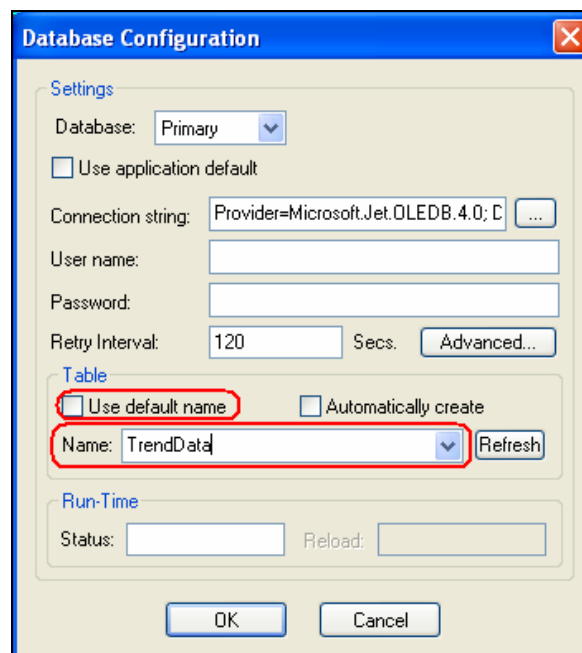 Database Configuration
Settings
Database: Primary
Use application default
Connection string: Provider=Microsoft.Jet.OLEDB.4.0; D ...
User name:
Password:
Retry Interval: 120 Secs. Advanced...
Table
Use default name Automatically create
Name: TrendData Refresh
Run-Time
Status: Reload:
OK Cancel